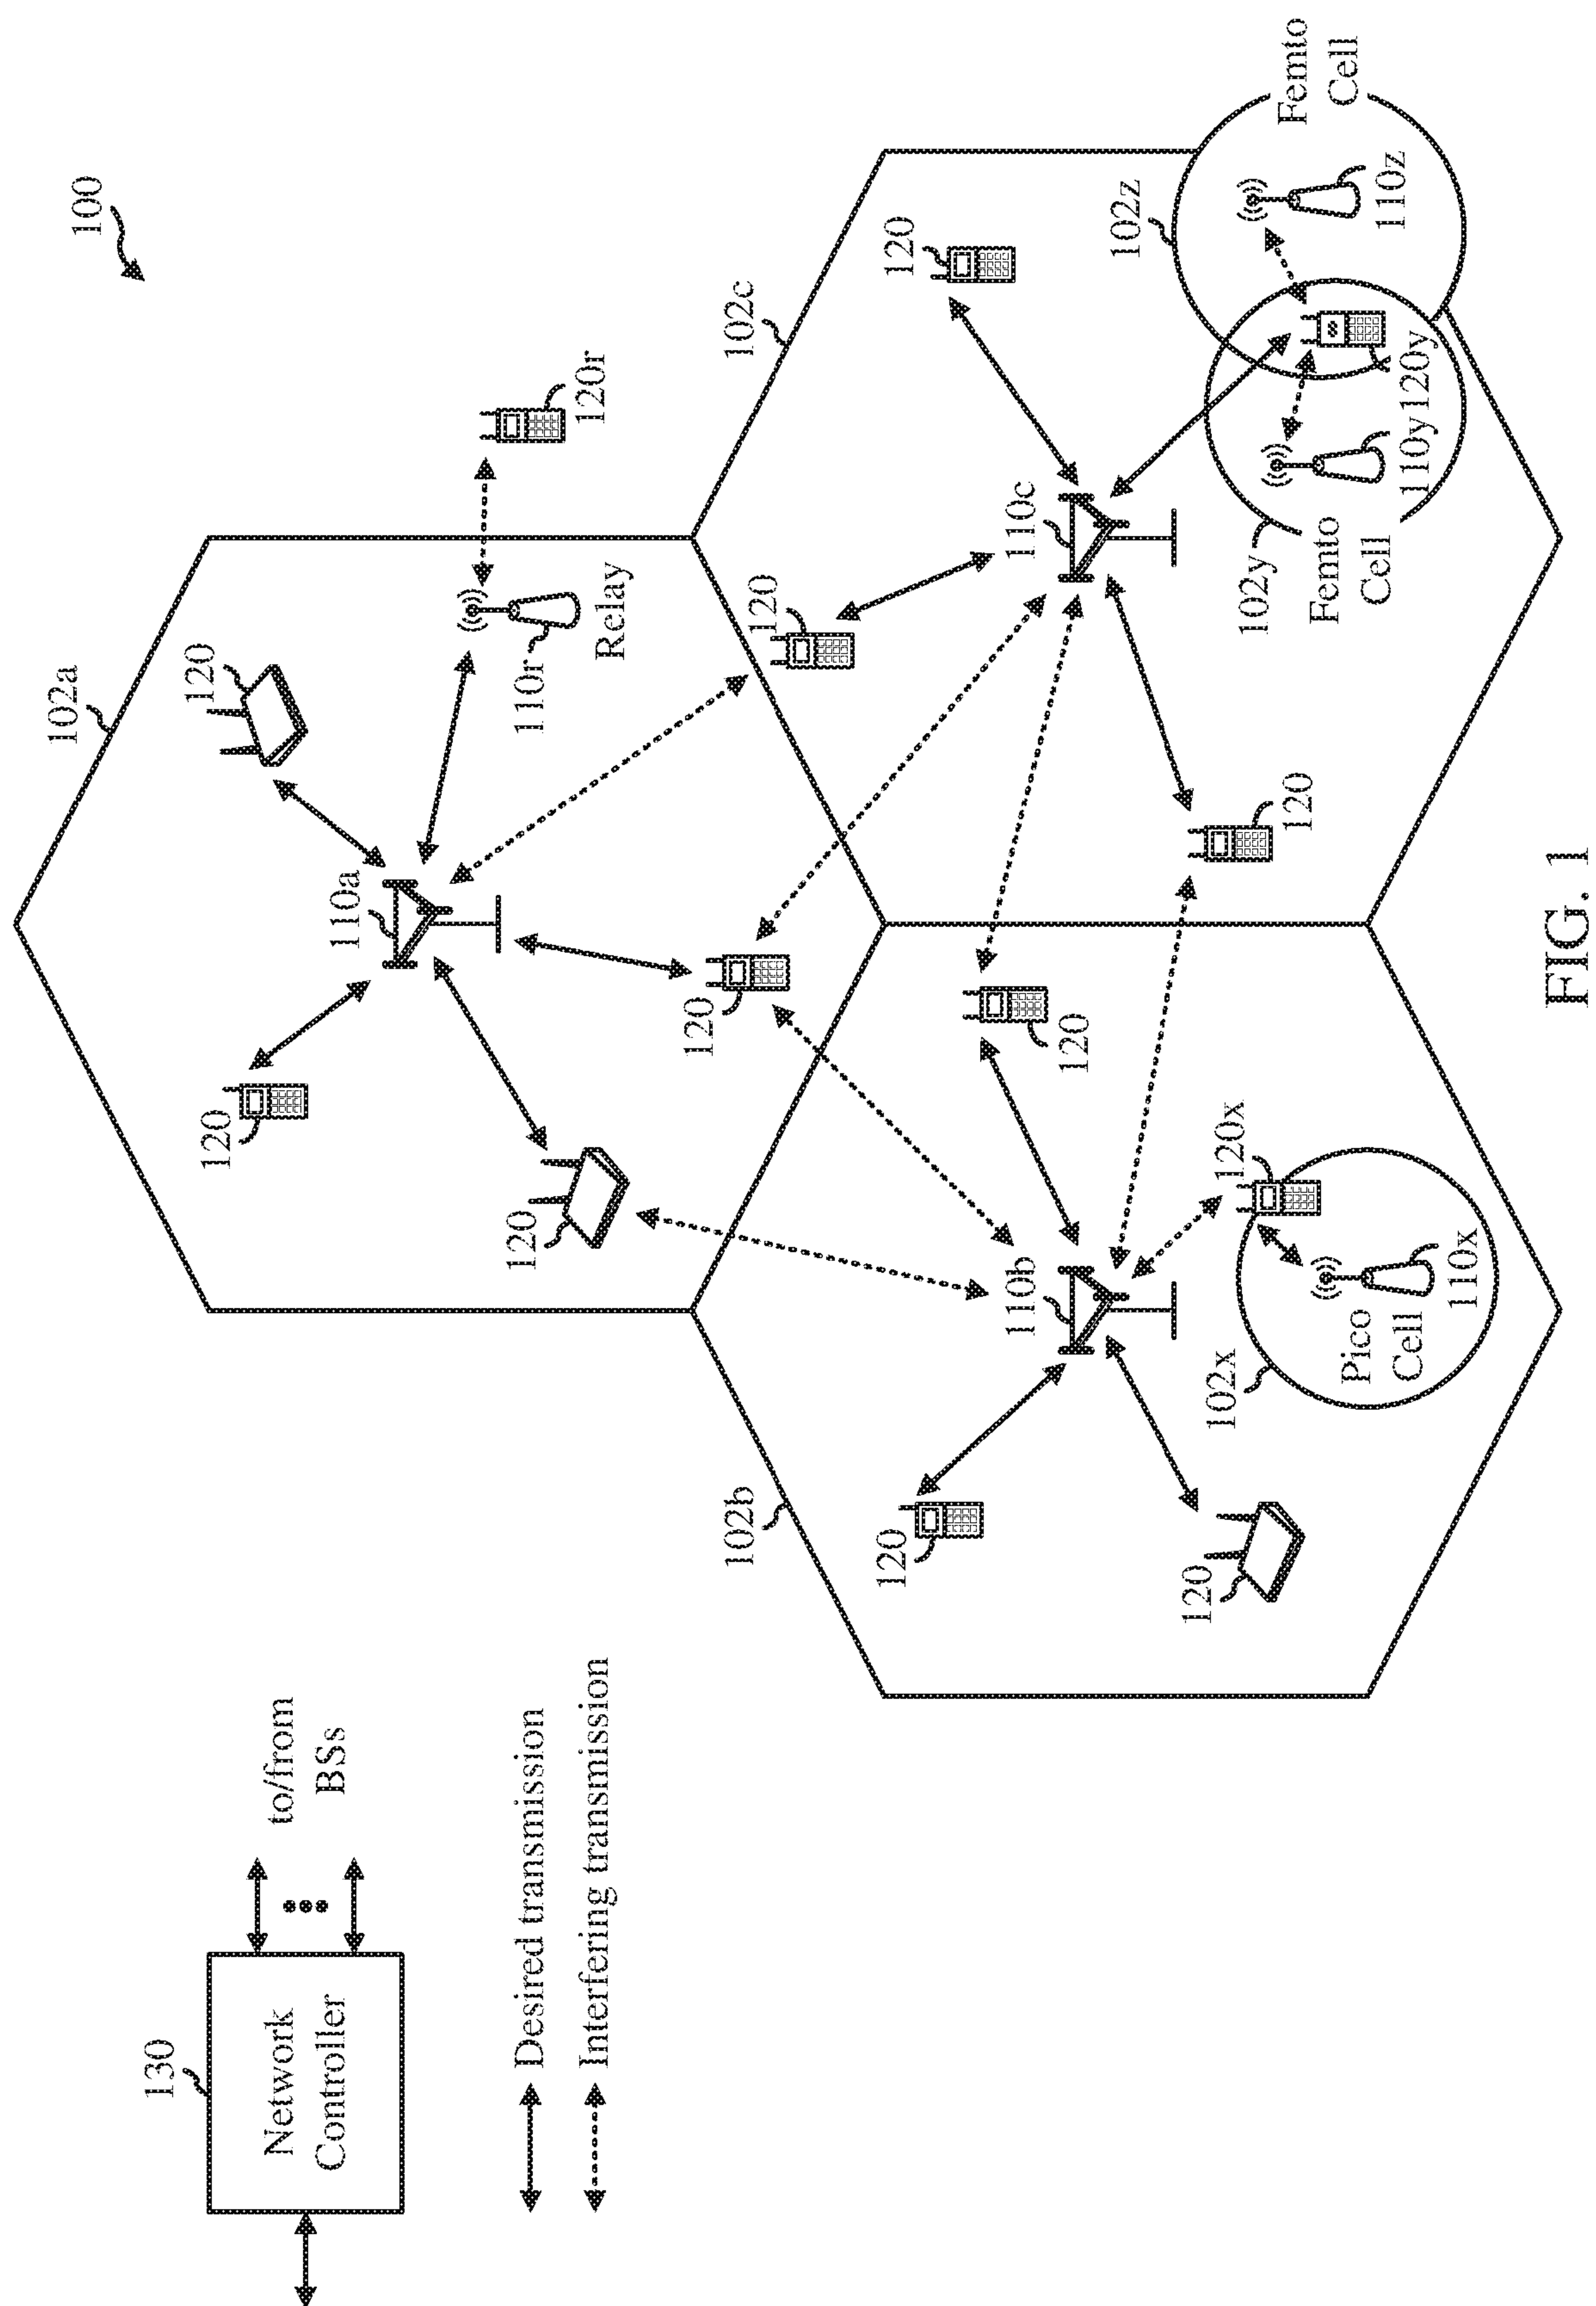 100
130
Network
Controller
to/from
BSs
Desired transmission
Interfering transmission
102a
120
120
110a
120
110r
Relay
120r
120
102b
120
120
110b
120
120x
102x
Pico
Cell
110x
102c
120
120
110c
120
102y
Femto
Cell
110y
120y
102z
110z
Femto
Cell
120
FIG. 1